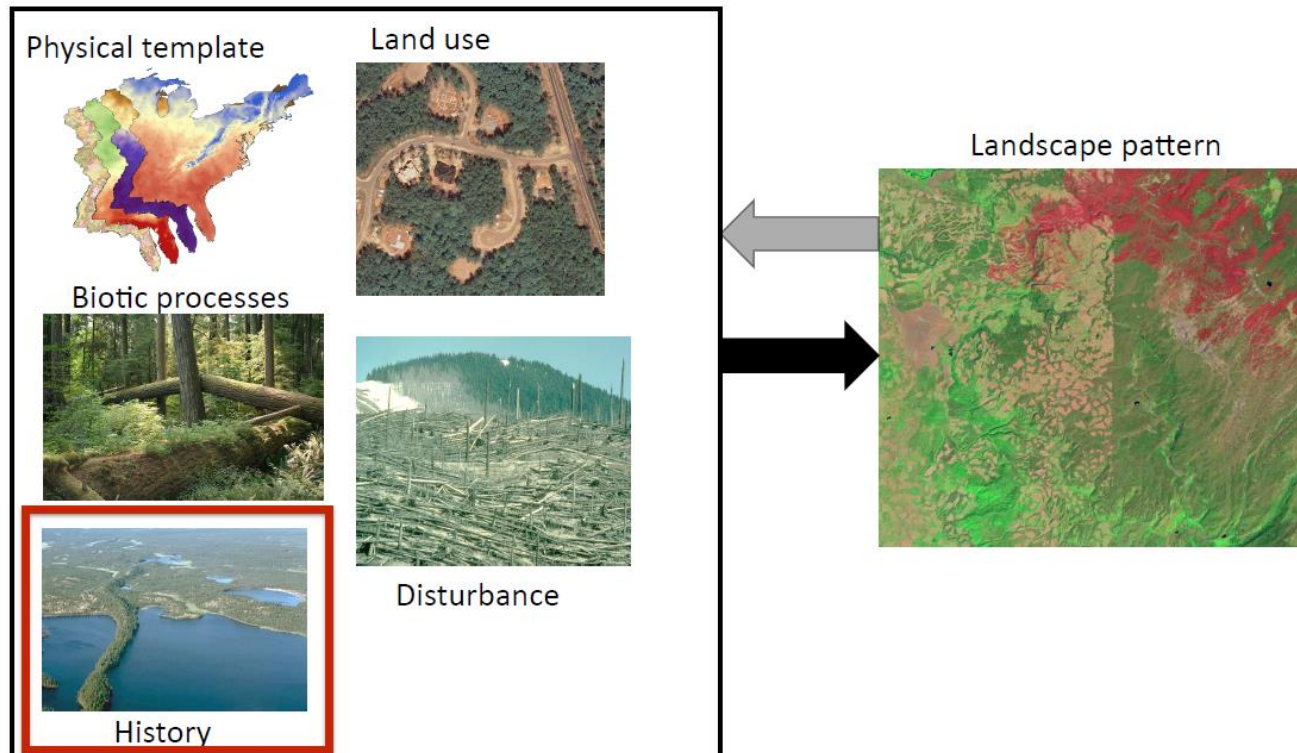 Physical template
Land use
Biotic processes
Disturbance
History
Landscape pattern